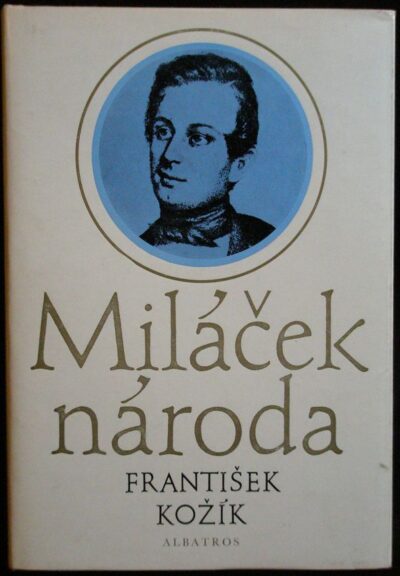 Miláček
národa
FRANTIŠEK
KOŽÍK
ALBATROS